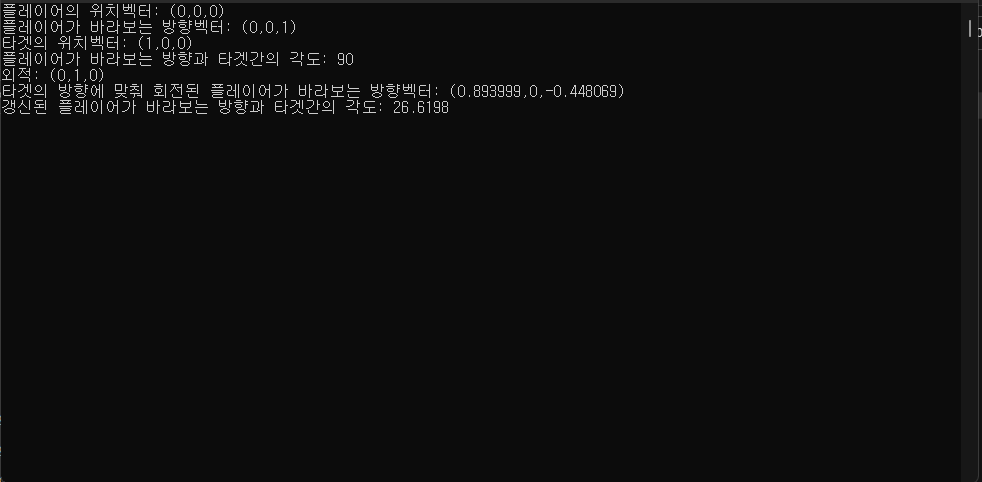 플레이어의 위치벡터: (0,0,0)
플레이어가 바라보는 방향벡터: (0,0,1)
타겟의 위치벡터: (1,0,0)
플레이어가 바라보는 방향과 타겟간의 각도: 90
외적: (0,1,0)
타겟의 방향에 맞춰 회전된 플레이어가 바라보는 방향벡터: (0.893999,0,-0.448069)
갱신된 플레이어가 바라보는 방향과 타겟간의 각도: 26.6198